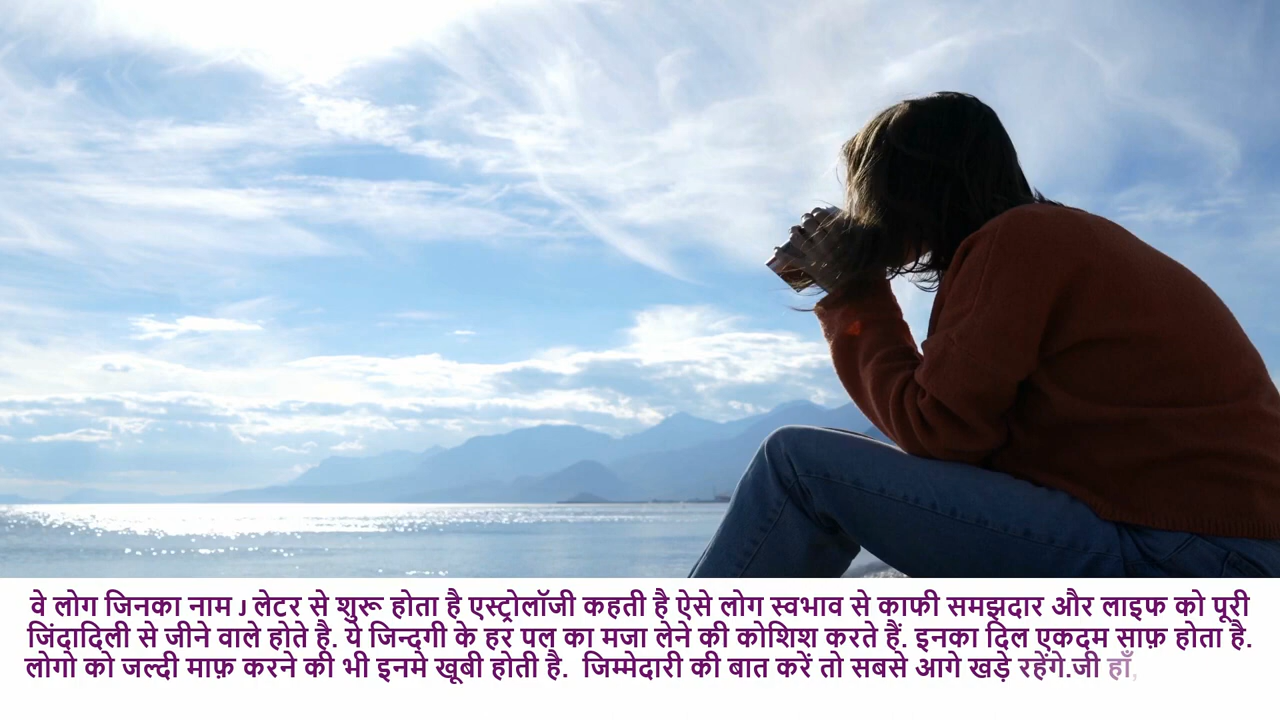 वे लोग जिनका नाम J लेटर से शुरू होता है एस्ट्रोलॉजी कहती है ऐसे लोग स्वभाव से काफी समझदार और लाइफ को पूरी
जिंदादिली से जीने वाले होते है. ये जिन्दगी के हर पल का मजा लेने की कोशिश करते हैं. इनका दिल एकदम साफ़ होता है.
लोगो को जल्दी माफ़ करने की भी इनमे खूबी होती है.  जिम्मेदारी की बात करें तो सबसे आगे खड़े रहेंगे.जी हाँ,